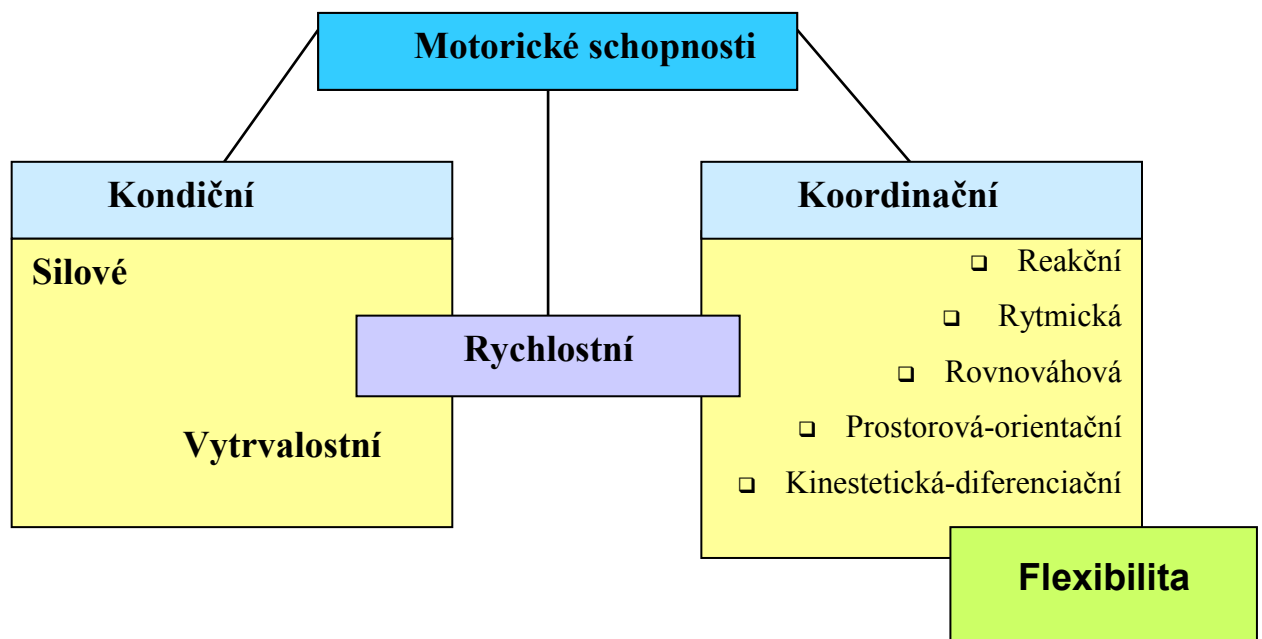 Motorické schopnosti
Kondiční
Silové
Vytrvalostní
Rychlostní
Koordinační
Reakční
Rytmická
Rovnováhová
Prostorová-orientační
Kinestetická-diferenciační
Flexibilita